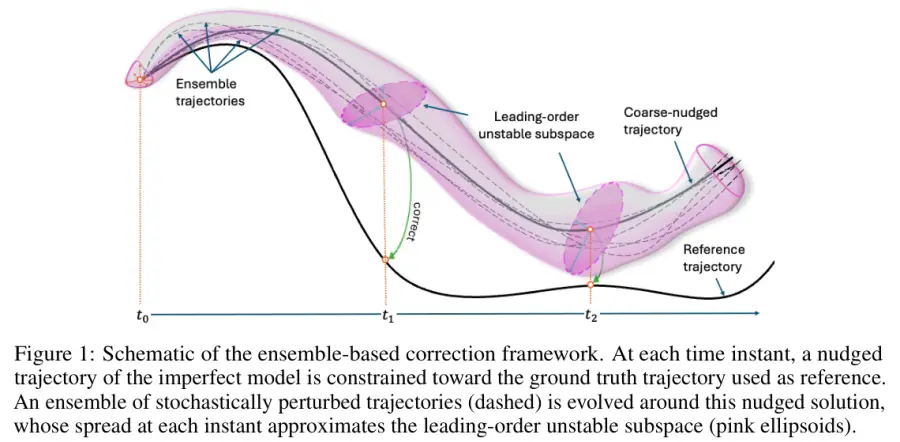 Ensemble
trajectories
Leading-order
unstable subspace
Coarse-nudged
trajectory
correct
Reference
trajectory
t₀
t₁
t₂
Figure 1: Schematic of the ensemble-based correction framework. At each time instant, a nudged
trajectory of the imperfect model is constrained toward the ground truth trajectory used as reference.
An ensemble of stochastically perturbed trajectories (dashed) is evolved around this nudged solution,
whose spread at each instant approximates the leading-order unstable subspace (pink ellipsoids).